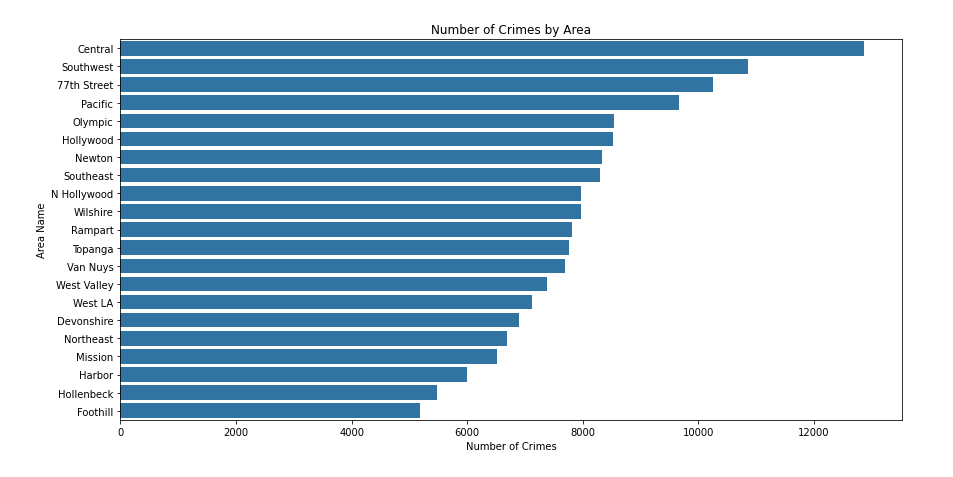 Number of Crimes by Area
Area Name
Central
Southwest
77th Street
Pacific
Olympic
Hollywood
Newton
Southeast
N Hollywood
Wilshire
Rampart
Topanga
Van Nuys
West Valley
West LA
Devonshire
Northeast
Mission
Harbor
Hollenbeck
Foothill
0 2000 4000 6000 8000 10000 12000
Number of Crimes